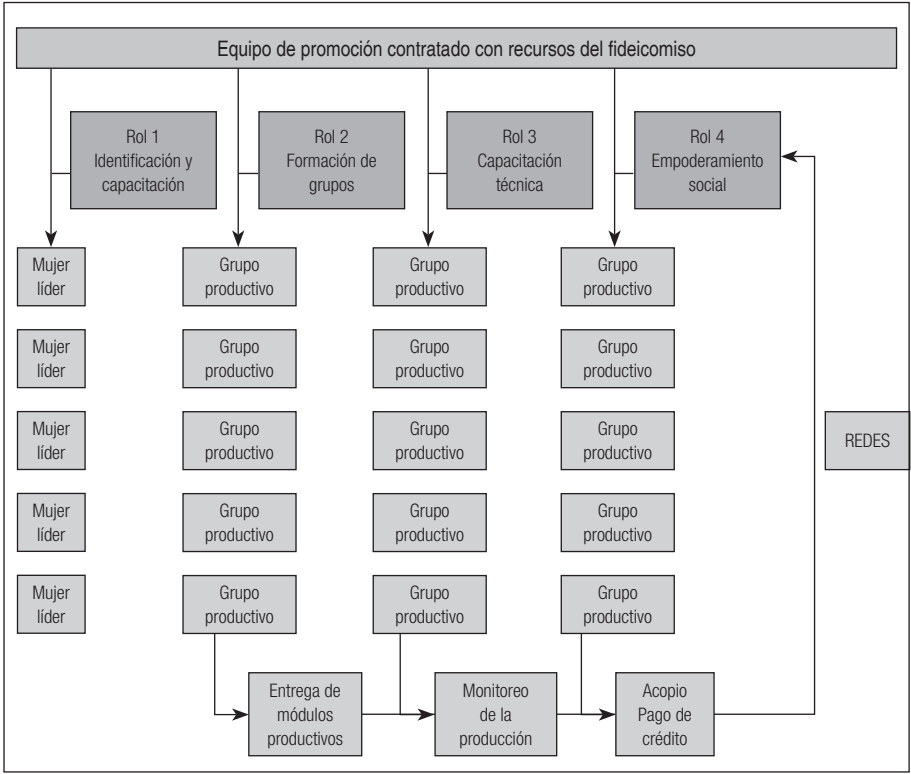 Equipo de promoción contratado con recursos del fideicomiso
Rol 1
Identificación y
capacitación
Rol 2
Formación de
grupos
Rol 3
Capacitación
técnica
Rol 4
Empoderamiento
social
Mujer
líder
Grupo
productivo
Grupo
productivo
Grupo
productivo
Mujer
líder
Grupo
productivo
Grupo
productivo
Grupo
productivo
Mujer
líder
Grupo
productivo
Grupo
productivo
Grupo
productivo
REDES
Mujer
líder
Grupo
productivo
Grupo
productivo
Grupo
productivo
Mujer
líder
Grupo
productivo
Grupo
productivo
Grupo
productivo
Entrega de
módulos
productivos
Monitoreo
de la
producción
Acopio
Pago de
crédito